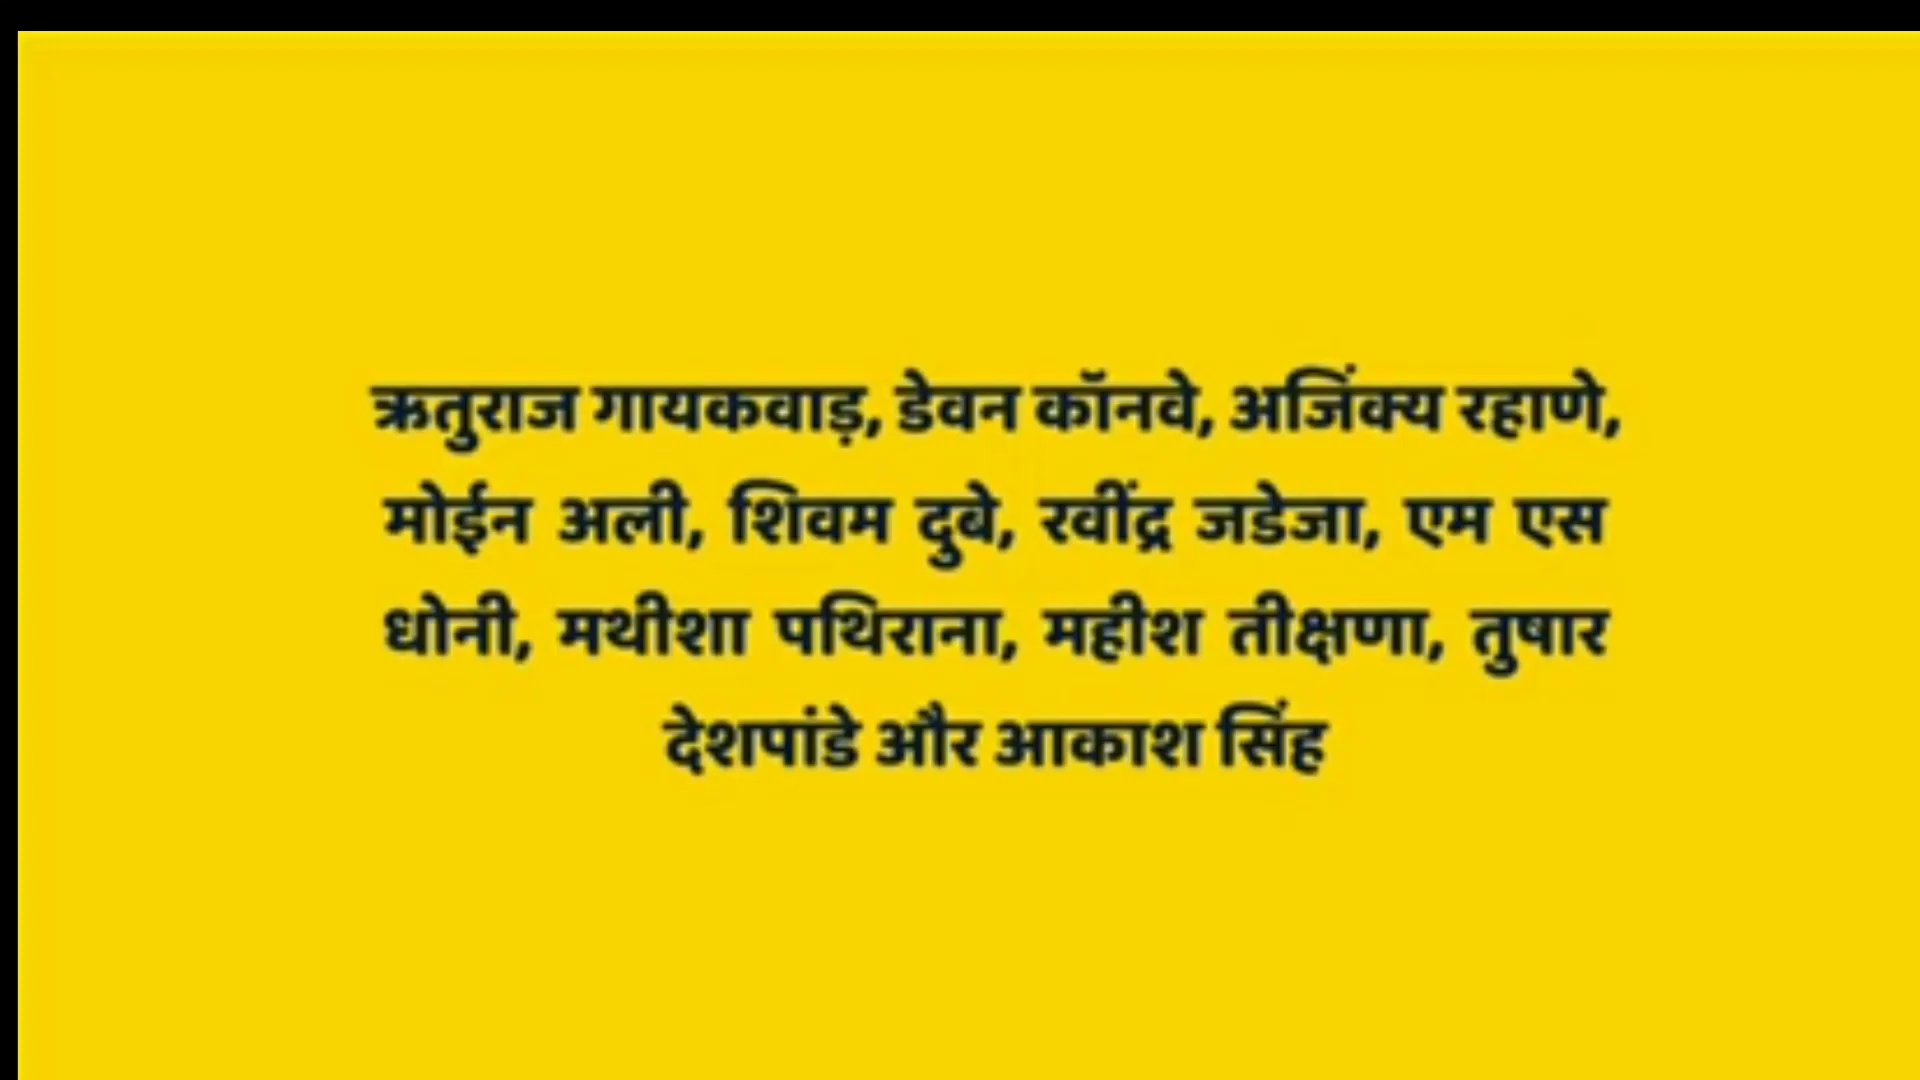 ऋतुराज गायकवाड़, डेवन कॉनवे, अजिंक्य रहाणे,
मोईन अली, शिवम दुबे, रवींद्र जडेजा, एम एस
धोनी, मथीशा पथिराना, महीश तीक्षणा, तुषार
देशपांडे और आकाश सिंह